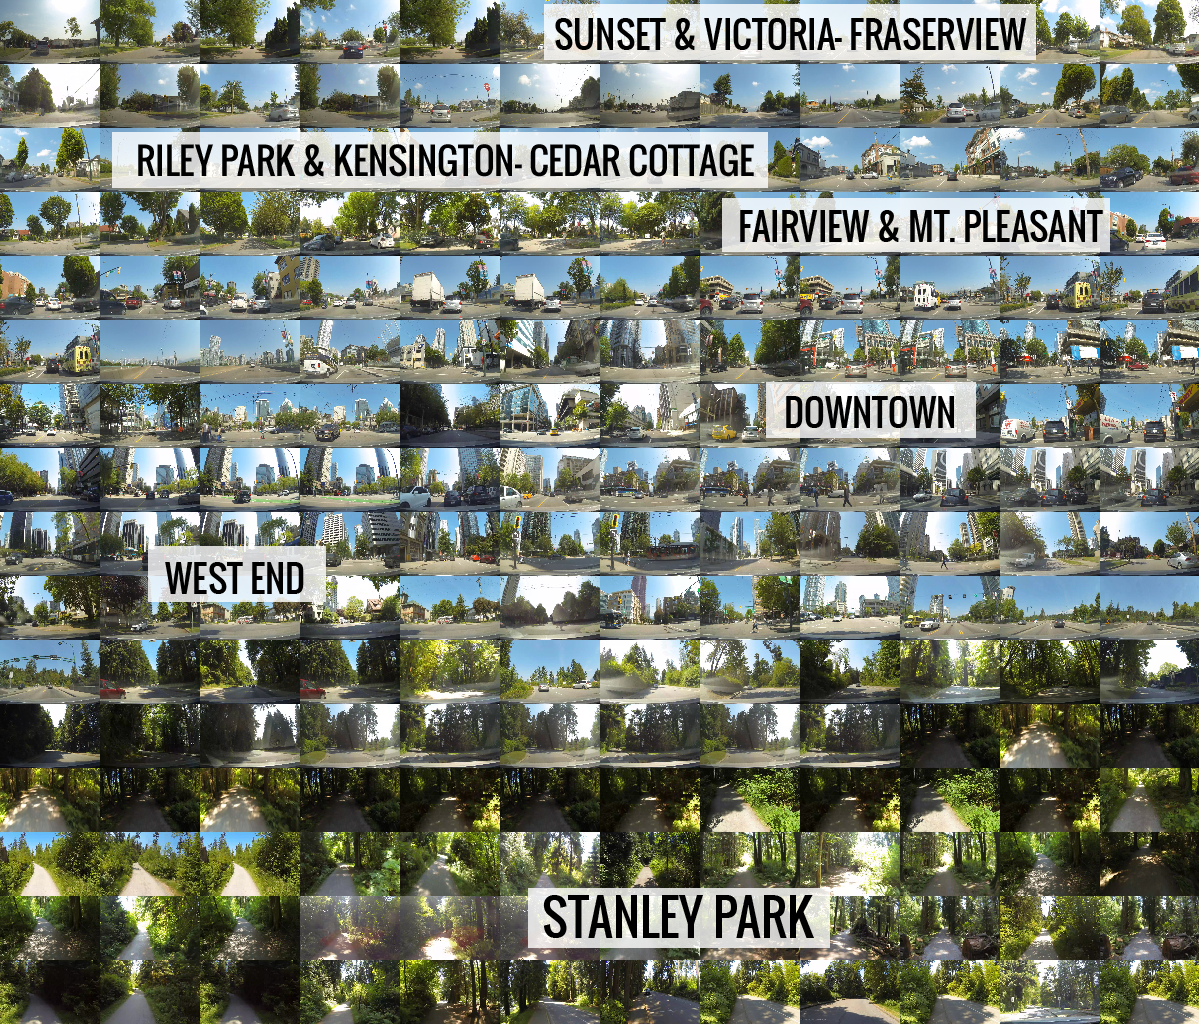 SUNSET & VICTORIA- FRASERVIEW
RILEY PARK & KENSINGTON- CEDAR COTTAGE
FAIRVIEW & MT. PLEASANT
DOWNTOWN
WEST END
STANLEY PARK